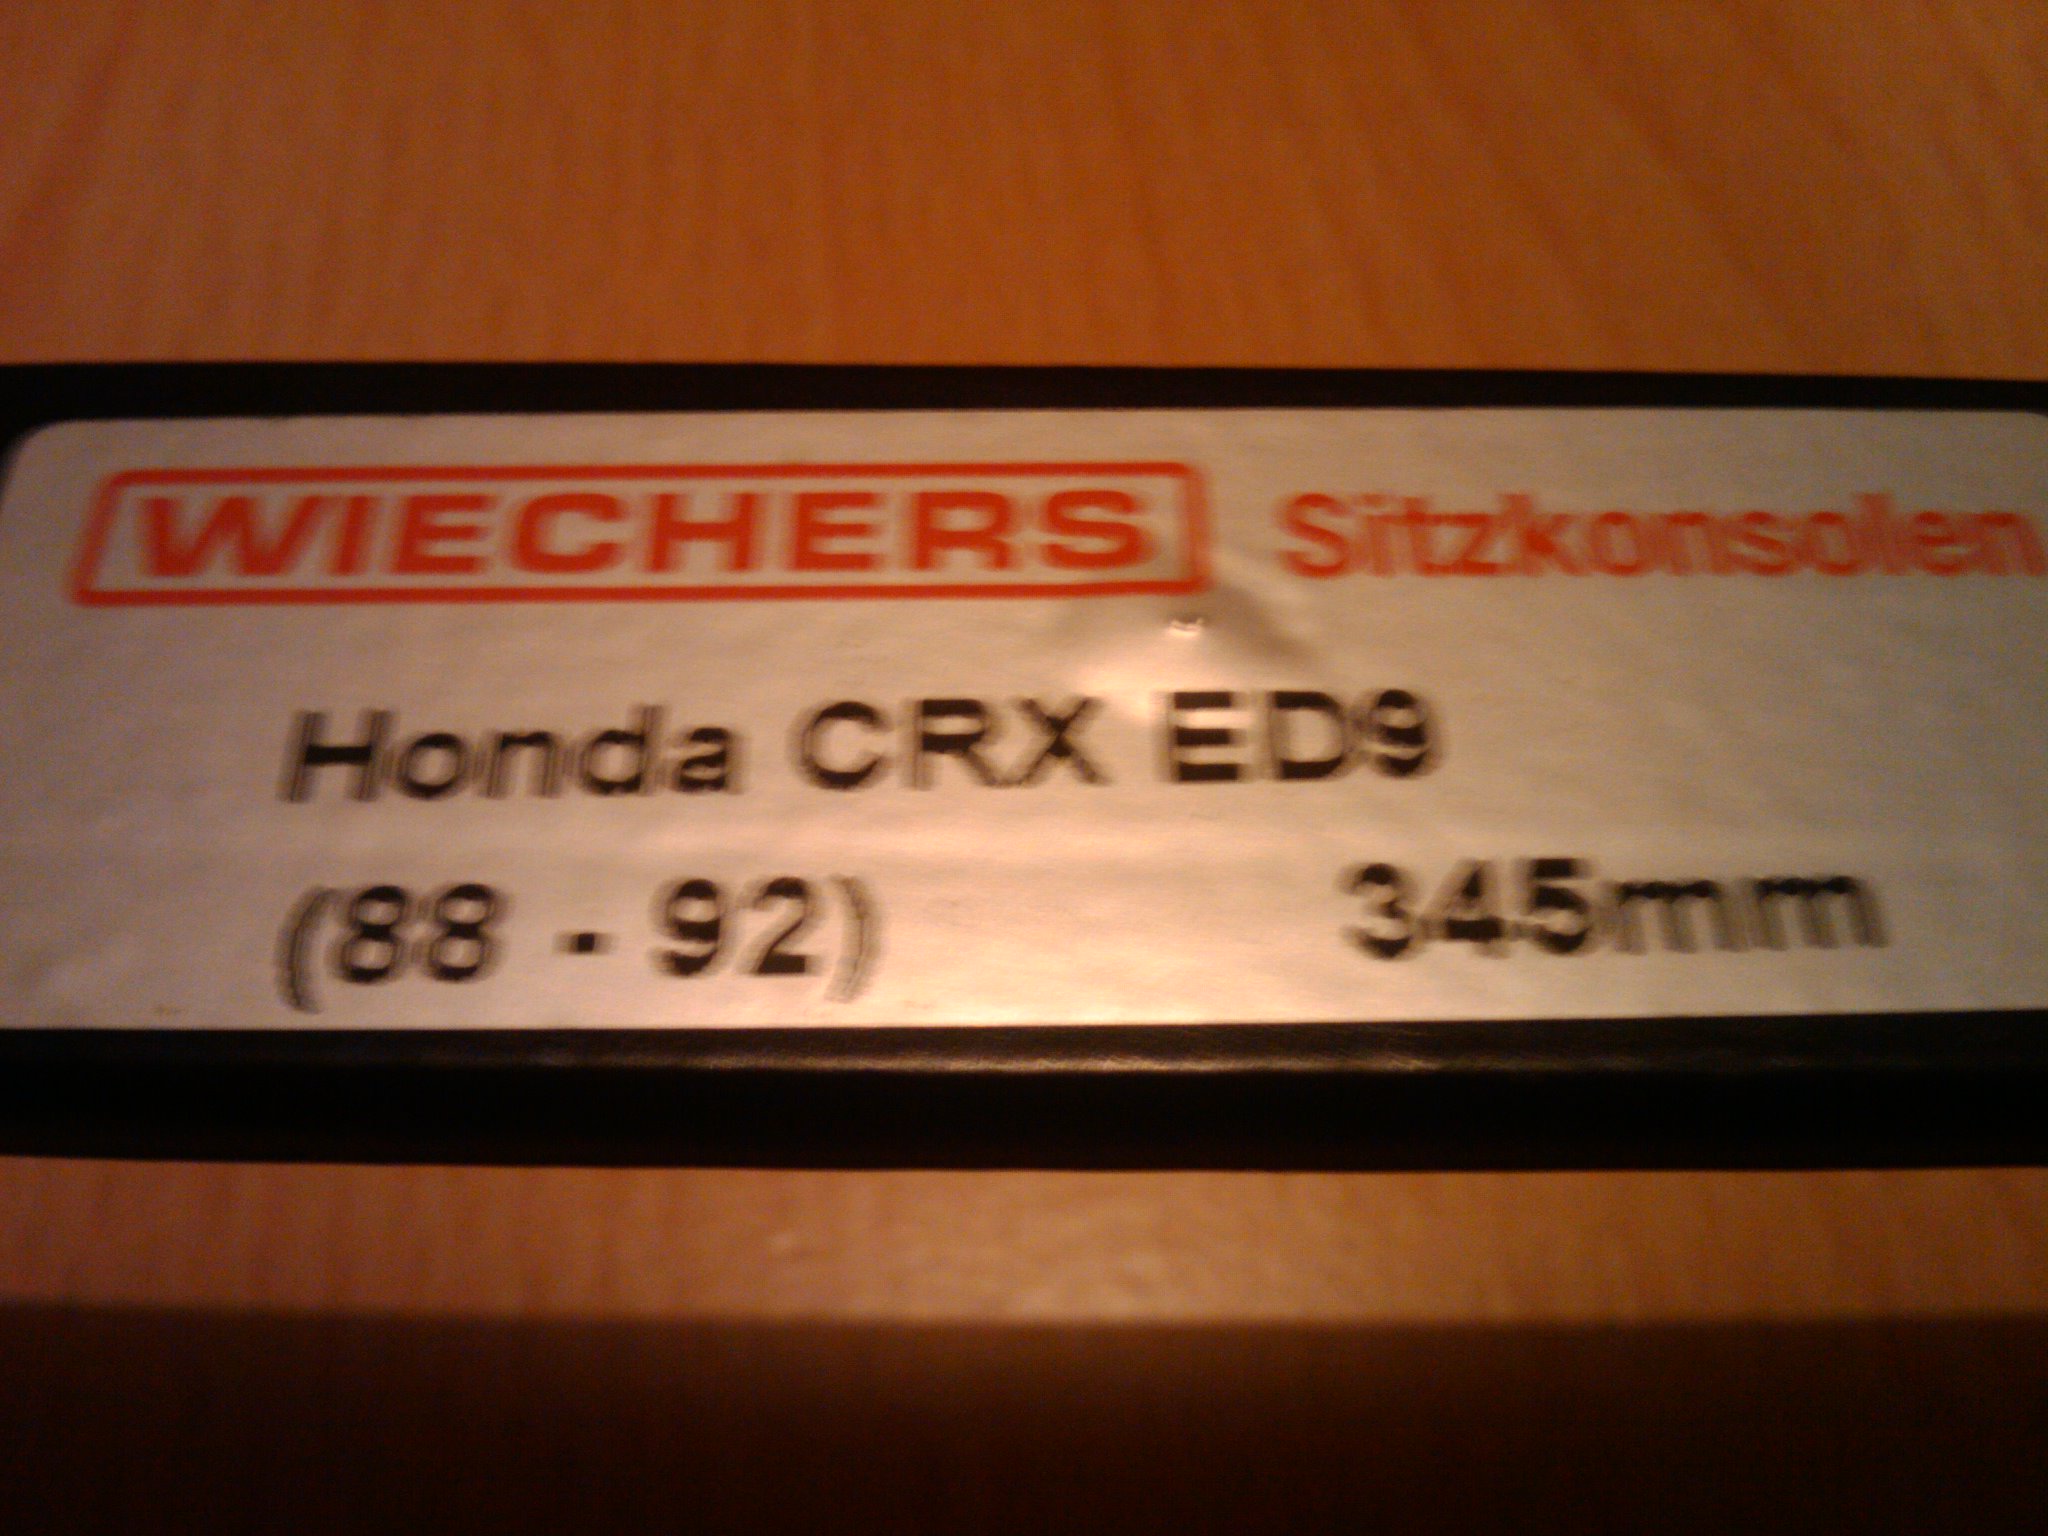 WIECHERS Sitzkonsolen
Honda CRX ED9
(88 - 92) 345mm